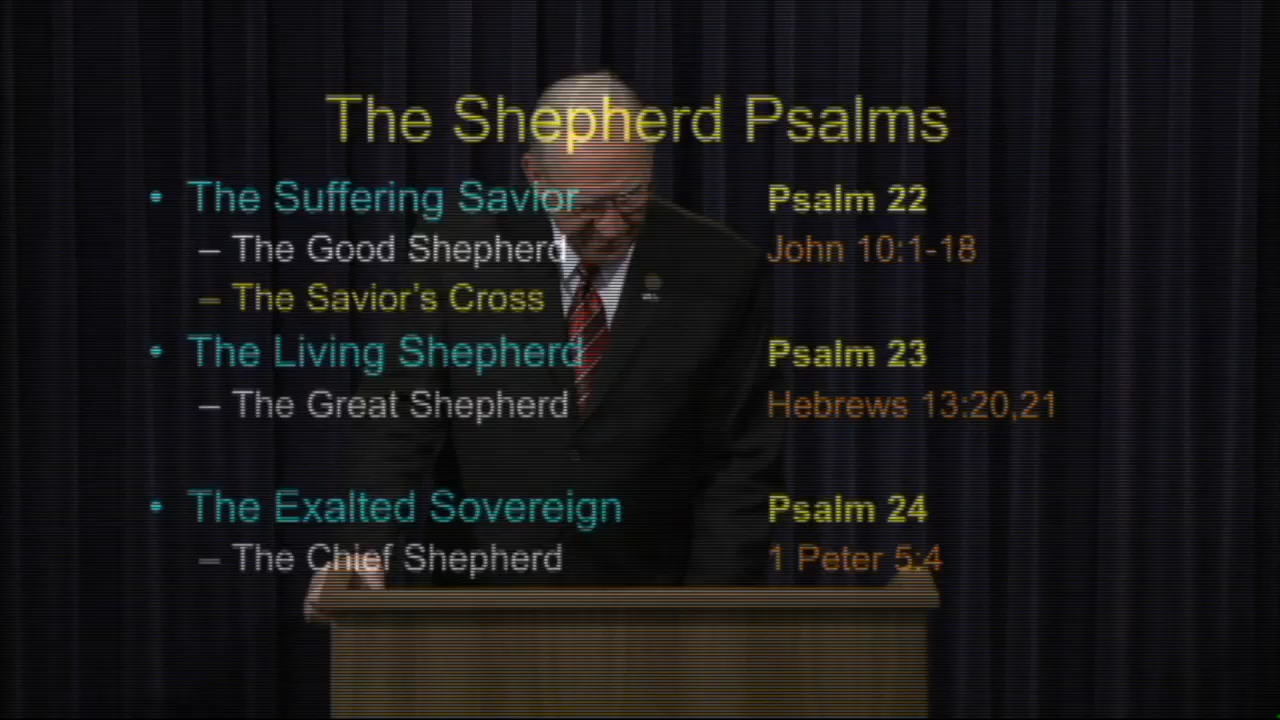 The Shepherd Psalms
• The Suffering Savior Psalm 22
– The Good Shepherd John 10:1-18
– The Savior's Cross
• The Living Shepherd Psalm 23
– The Great Shepherd Hebrews 13:20,21
• The Exalted Sovereign Psalm 24
– The Chief Shepherd 1 Peter 5:4